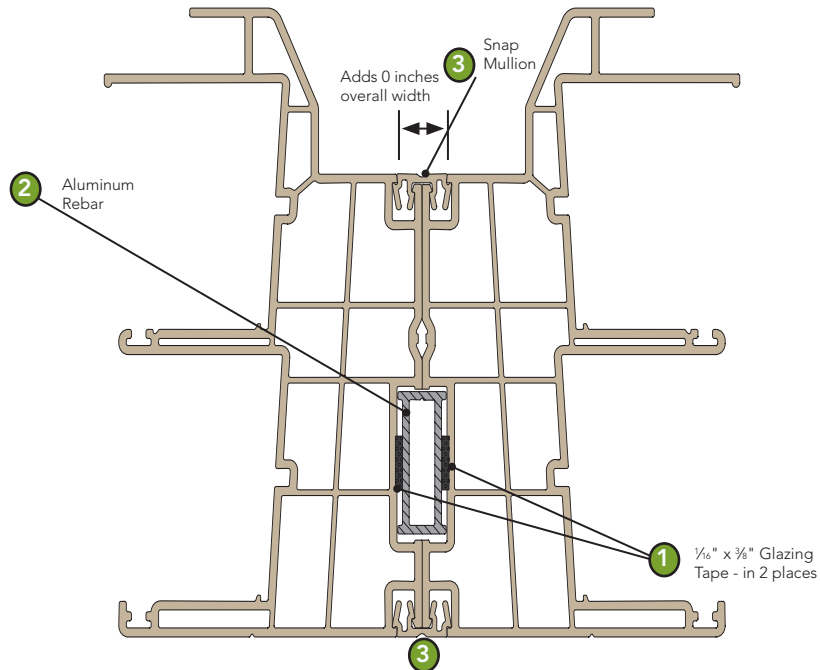 3
Snap
Mullion
Adds 0 inches
overall width
2
Aluminum
Rebar
1
1⁄16" x 3⁄8" Glazing
Tape - in 2 places
3